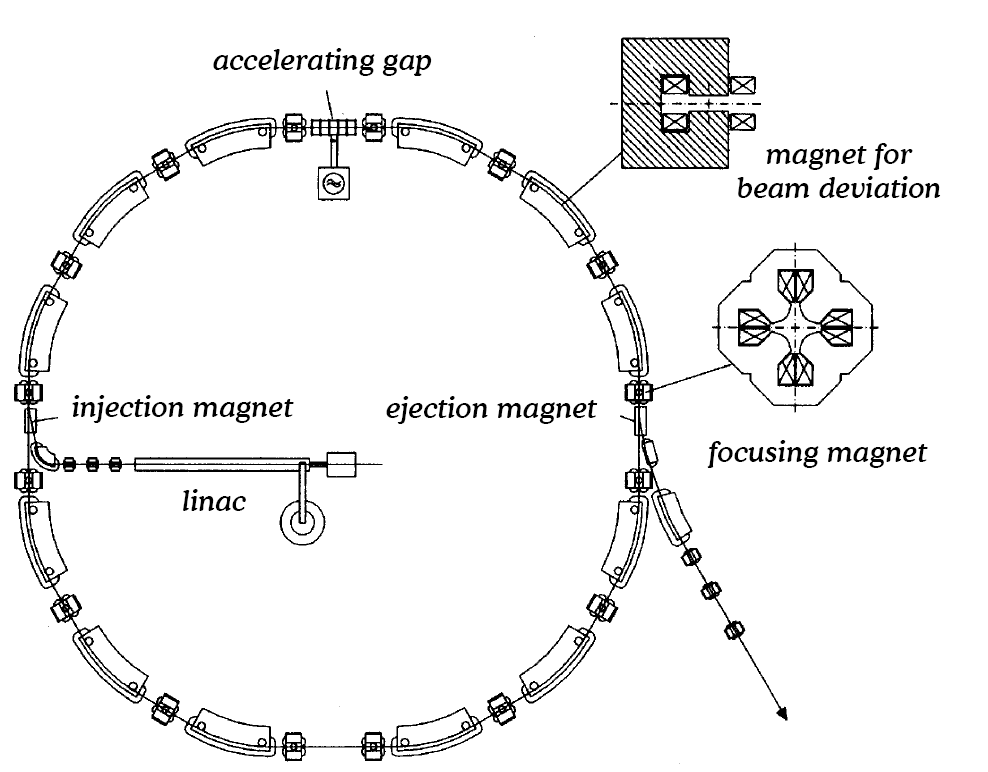 accelerating gap
magnet for
beam deviation
injection magnet
ejection magnet
focusing magnet
linac